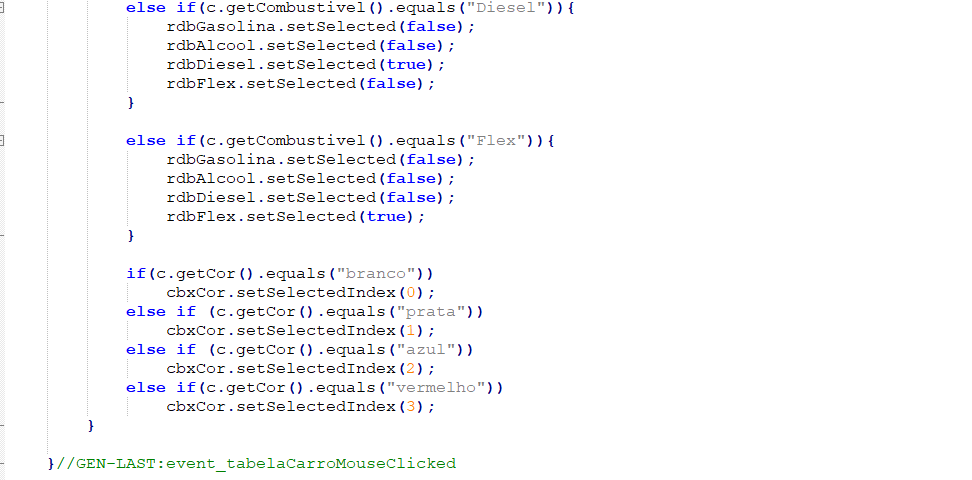 else if(c.getCombustivel().equals("Diesel")){
rdbGasolina.setSelected(false);
rdbAlcool.setSelected(false);
rdbDiesel.setSelected(true);
rdbFlex.setSelected(false);
}
else if(c.getCombustivel().equals("Flex")){
rdbGasolina.setSelected(false);
rdbAlcool.setSelected(false);
rdbDiesel.setSelected(false);
rdbFlex.setSelected(true);
}
if(c.getCor().equals("branco"))
cbxCor.setSelectedIndex(0);
else if (c.getCor().equals("prata"))
cbxCor.setSelectedIndex(1);
else if (c.getCor().equals("azul"))
cbxCor.setSelectedIndex(2);
else if(c.getCor().equals("vermelho"))
cbxCor.setSelectedIndex(3);
}
}//GEN-LAST:event_tabelaCarroMouseClicked